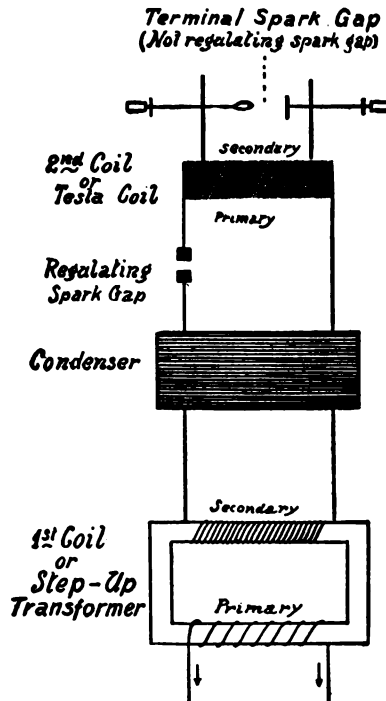 Terminal Spark Gap
(Not regulating spark gap)
Secondary
2nd Coil
or
Tesla Coil
Primary
Regulating
Spark Gap
Condenser
Secondary
1st Coil
or
Step-Up
Transformer
Primary